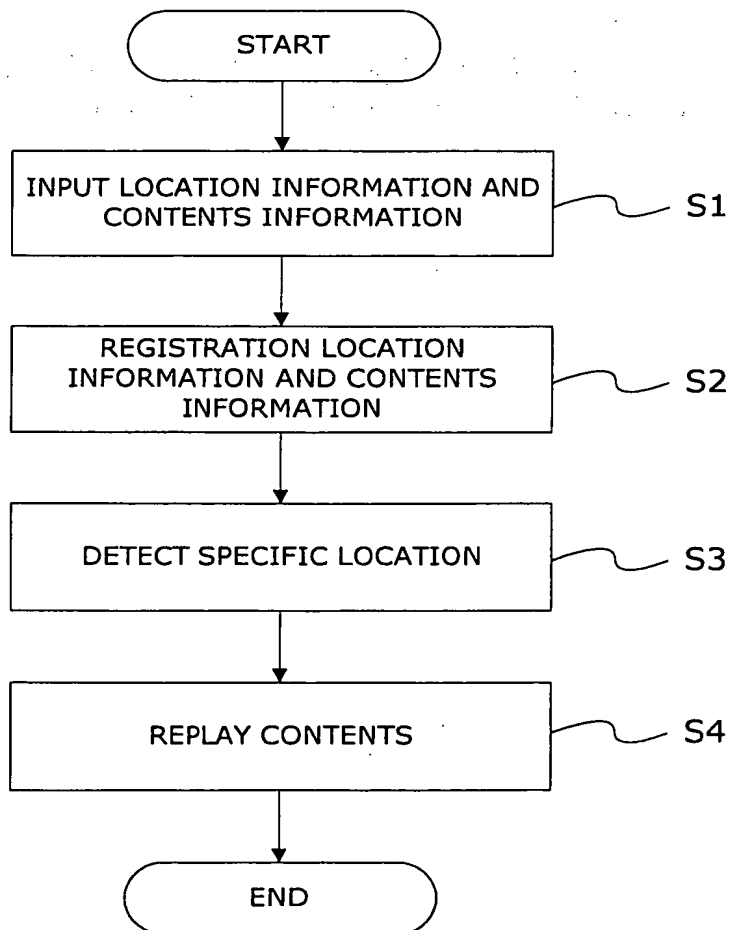 START
INPUT LOCATION INFORMATION AND
CONTENTS INFORMATION
S1
REGISTRATION LOCATION
INFORMATION AND CONTENTS
INFORMATION
S2
DETECT SPECIFIC LOCATION
S3
REPLAY CONTENTS
S4
END